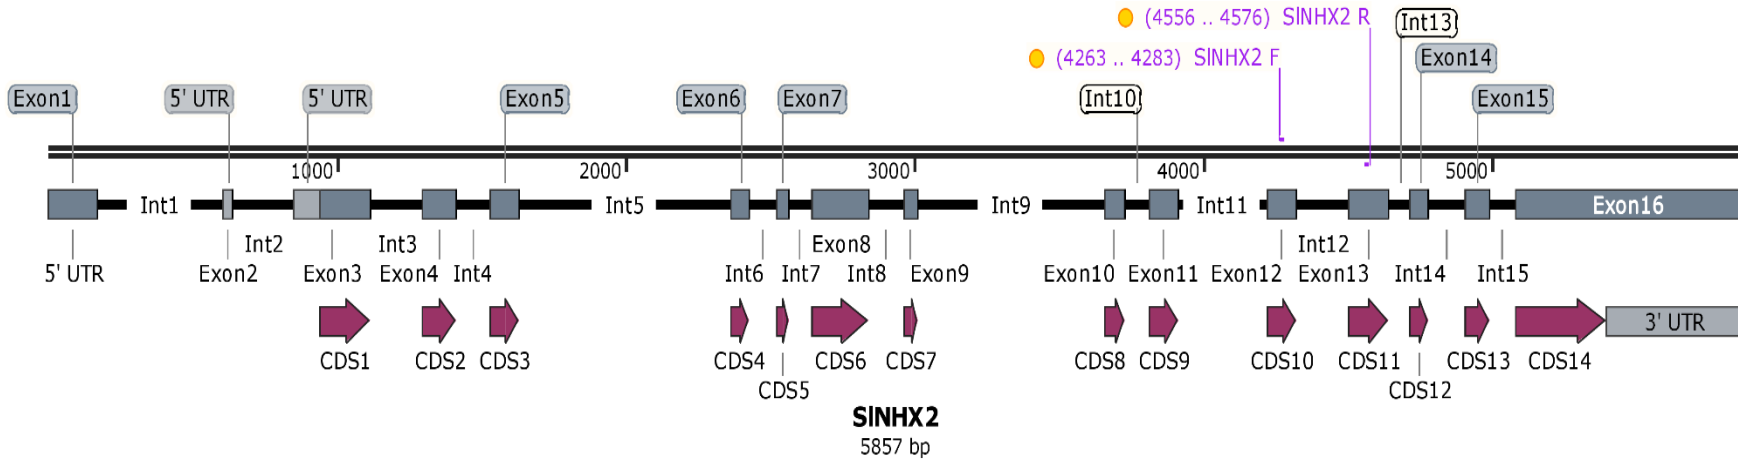 (4556 .. 4576) SlNHX2 R
Int13
(4263 .. 4283) SlNHX2 F
Exon14
Exon1
5' UTR
5' UTR
Exon5
Exon6
Exon7
Int10
Exon15
1000
2000
3000
4000
5000
Int1
Int5
Int9
Int11
Exon16
Int2
Int3
Exon8
Int12
5' UTR
Exon2
Exon3
Exon4
Int4
Int6
Int7
Int8
Exon9
Exon10
Exon11
Exon12
Exon13
Int14
Int15
3' UTR
CDS1
CDS2
CDS3
CDS4
CDS6
CDS7
CDS8
CDS9
CDS10
CDS11
CDS13
CDS14
CDS5
CDS12
SlNHX2
5857 bp